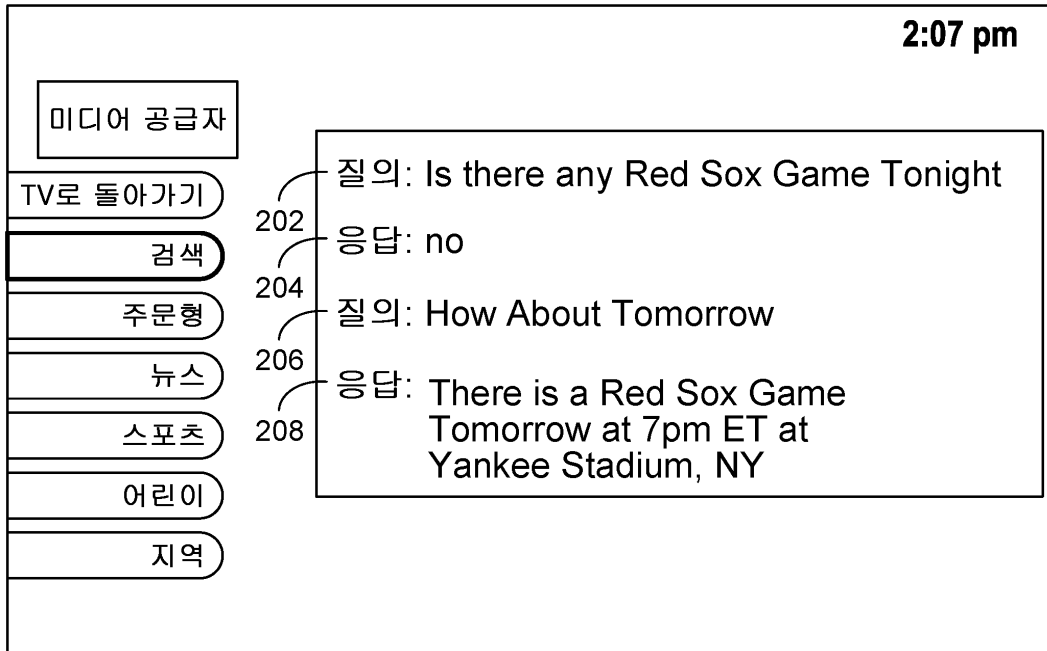 2:07 pm
미디어 공급자
TV로 돌아가기
검색
주문형
뉴스
스포츠
어린이
지역
202
질의: Is there any Red Sox Game Tonight
204
응답: no
206
질의: How About Tomorrow
208
응답: There is a Red Sox Game
Tomorrow at 7pm ET at
Yankee Stadium, NY